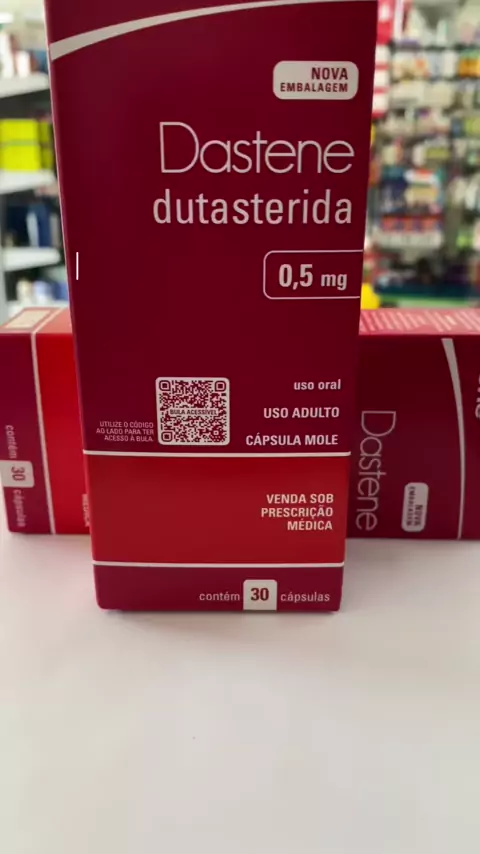 NOVA
EMBALAGEM
Dastene
dutasterida
0,5 mg
uso oral
USO ADULTO
CÁPSULA MOLE
BULA ACESSÍVEL
UTILIZE O CÓDIGO
AO LADO PARA TER
ACESSO À BULA.
VENDA SOB
PRESCRIÇÃO
MÉDICA
contém 30 cápsulas
contém 30 cápsulas
MÉDICA
Dastene
NOVA
EMBALAGEM